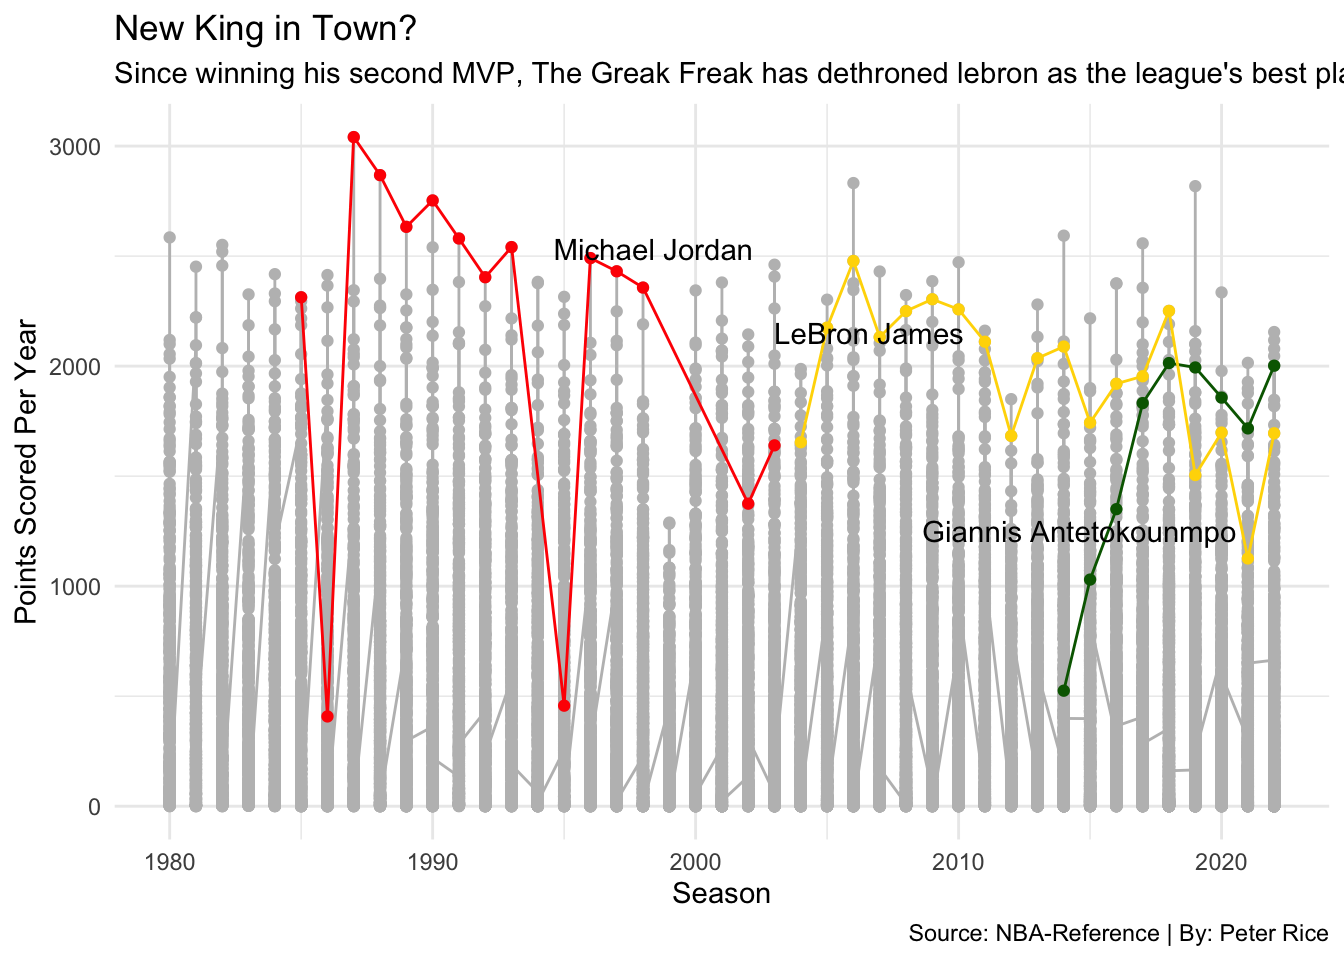 New King in Town?
Since winning his second MVP, The Greak Freak has dethroned lebron as the league's best
3000
2000
1000
0
Points Scored Per Year
Michael Jordan
LeBron James
Giannis Antetokounmpo
1980 1990 2000 2010 2020
Season
Source: NBA-Reference | By: Peter Rice